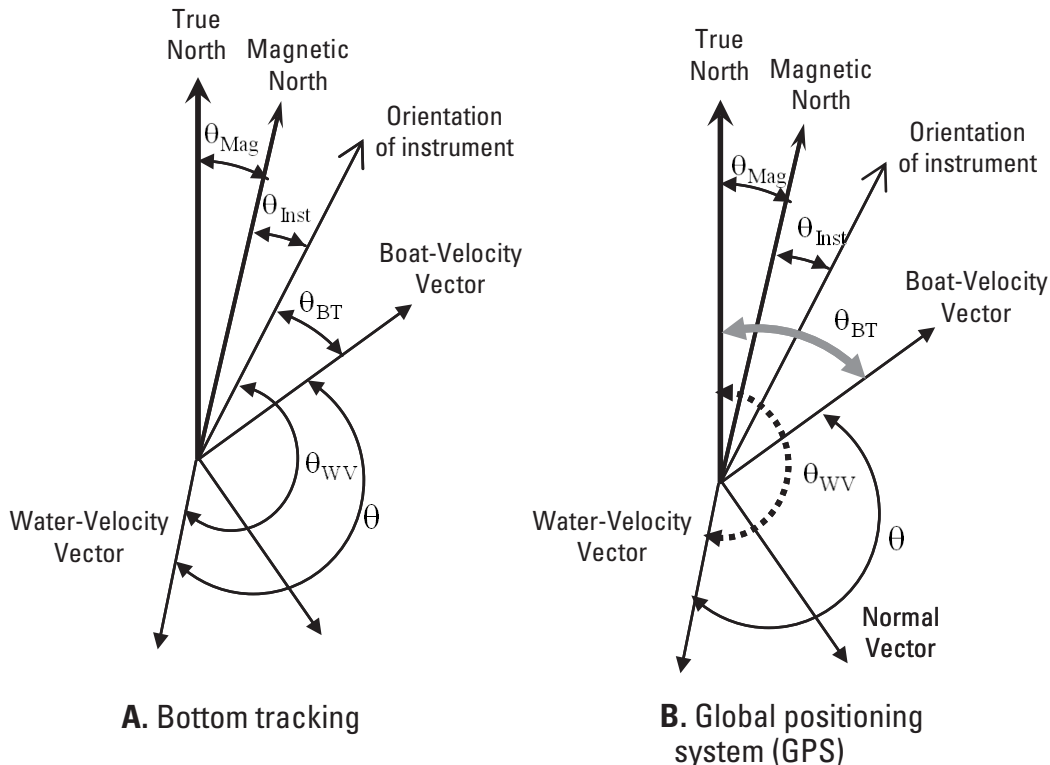 True
North
Magnetic
North
Orientation
of instrument
θMag
θInst
Boat-Velocity
Vector
θBT
θWV
θ
Water-Velocity
Vector
A. Bottom tracking
True
North
Magnetic
North
Orientation
of instrument
θMag
θInst
Boat-Velocity
Vector
θBT
θWV
θ
Water-Velocity
Vector
Normal
Vector
B. Global positioning
system (GPS)